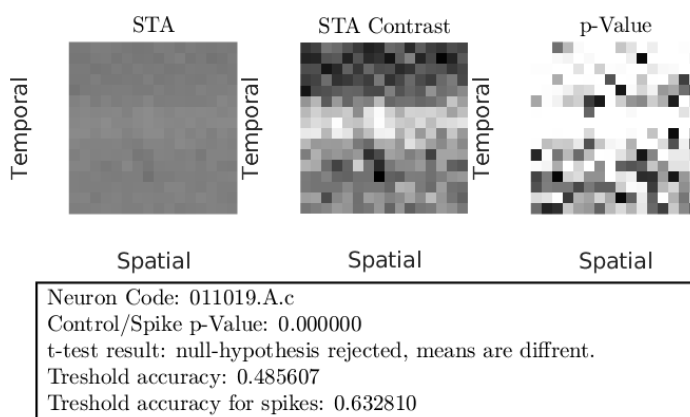 STA
STA Contrast
p-Value
Temporal
Temporal
Temporal
Spatial
Spatial
Spatial
Neuron Code: 011019.A.c
Control/Spike p-Value: 0.000000
t-test result: null-hypothesis rejected, means are diffrent.
Treshold accuracy: 0.485607
Treshold accuracy for spikes: 0.632810